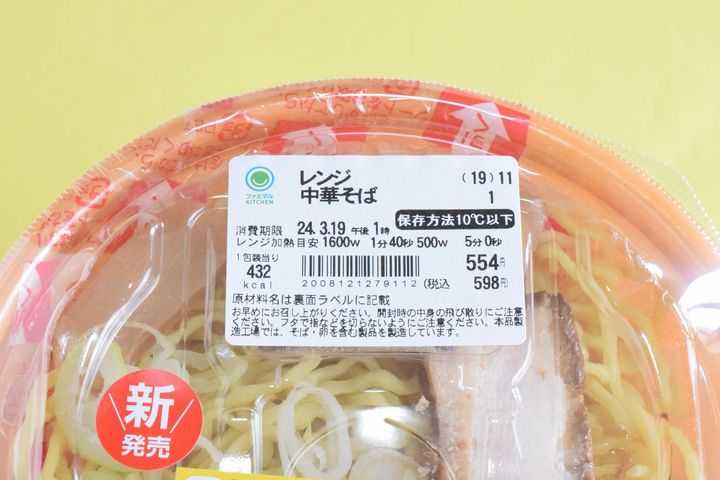 レンジ
中華そば
(19) 11
1
ファミマル
KITCHEN
消費期限 24.3.19 午後 1時
保存方法10℃以下
レンジ加熱目安 1600w 1分40秒 500w 5分0秒
1包装当り
432
kcal
554円
2008121279112
(税込 598円)
原材料名は裏面ラベルに記載
お早めにお召し上がりください。開封時の中身の飛び散りにご注意
ください。フタで指などを切らないようにご注意ください。本品製
造工場では、そば・卵を含む製品を製造しています。
新
発売